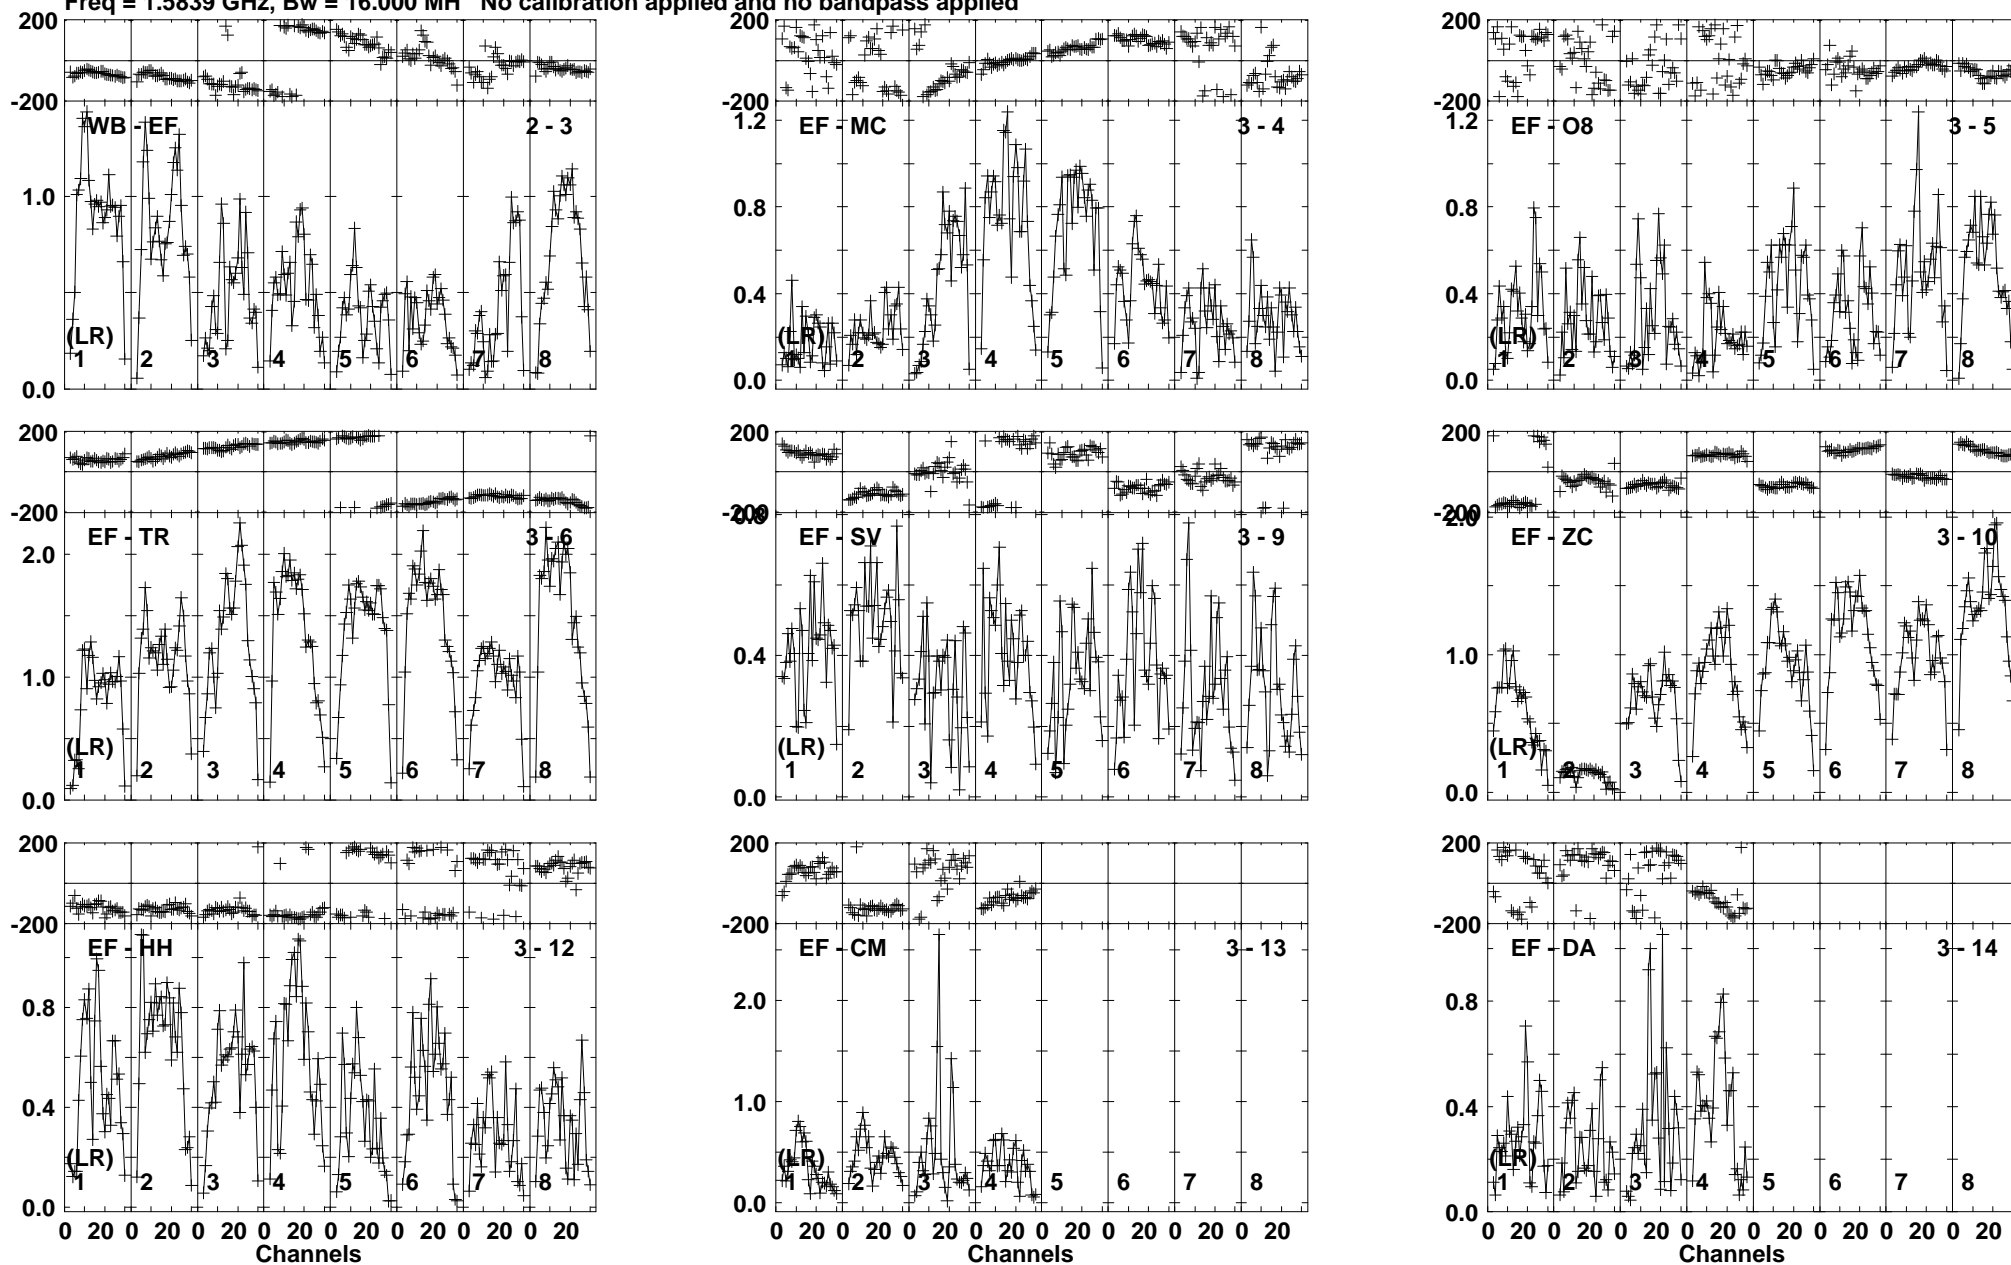 Freq = 1.5839 GHz, Bw = 16.000 MH No calibration applied and no bandpass applied
200 200 200
-200 -200 -200
WB - EF 2 - 3 EF - MC 3 - 4 EF - O8 3 - 5
1.2 1.2
1.0
0.8 0.8
0.4 0.4
(LR) (LR) (LR)
1 2 3 4 5 6 7 8 1 2 3 4 5 6 7 8 1 2 3 4 5 6 7 8
0.0 0.0 0.0
200 200 200
-200 -200 -200
0.8 2.0
EF - TR 3 - 6 EF - SV 3 - 9 EF - ZC 3 - 10
2.0
1.0 0.4 1.0
(LR) (LR) (LR)
1 2 3 4 5 6 7 8 1 2 3 4 5 6 7 8 1 2 3 4 5 6 7 8
0.0 0.0 0.0
200 200 200
-200 -200 -200
EF - HH 3 - 12 EF - CM 3 - 13 EF - DA 3 - 14
0.8 2.0 0.8
0.4 1.0 0.4
(LR) (LR) (LR)
1 2 3 4 5 6 7 8 1 2 3 4 5 6 7 8 1 2 3 4 5 6 7 8
0.0 0.0 0.0
0 20 0 20 0 20 0 20 0 20 0 20 0 20 0 20 0 20 0 20 0 20 0 20 0 20 0 20 0 20 0 20 0 20 0 20 0 20 0 20 0 20 0 20 0 20 0 20
Channels Channels Channels